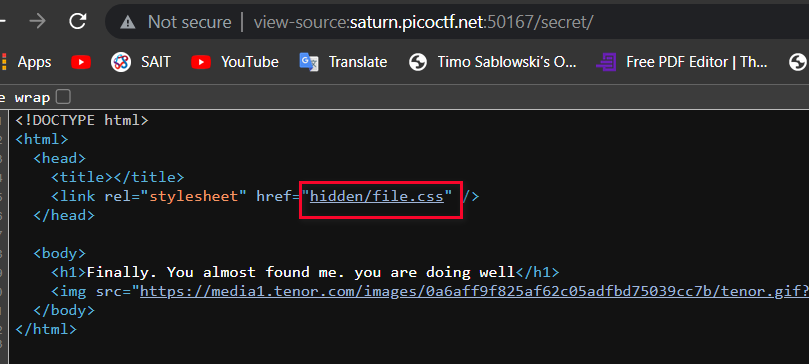 Not secure | view-source:saturn.picoctf.net:50167/secret/
Apps SAIT YouTube Translate Timo Sablowski's O... Free PDF Editor | Th...
wrap
<!DOCTYPE html>
<html>
<head>
<title></title>
<link rel="stylesheet" href="hidden/file.css" />
</head>
<body>
<h1>Finally. You almost found me. you are doing well</h1>
<img src="https://media1.tenor.com/images/0a6aff9f825af62c05adfbd75039cc7b/tenor.gif?
</body>
</html>